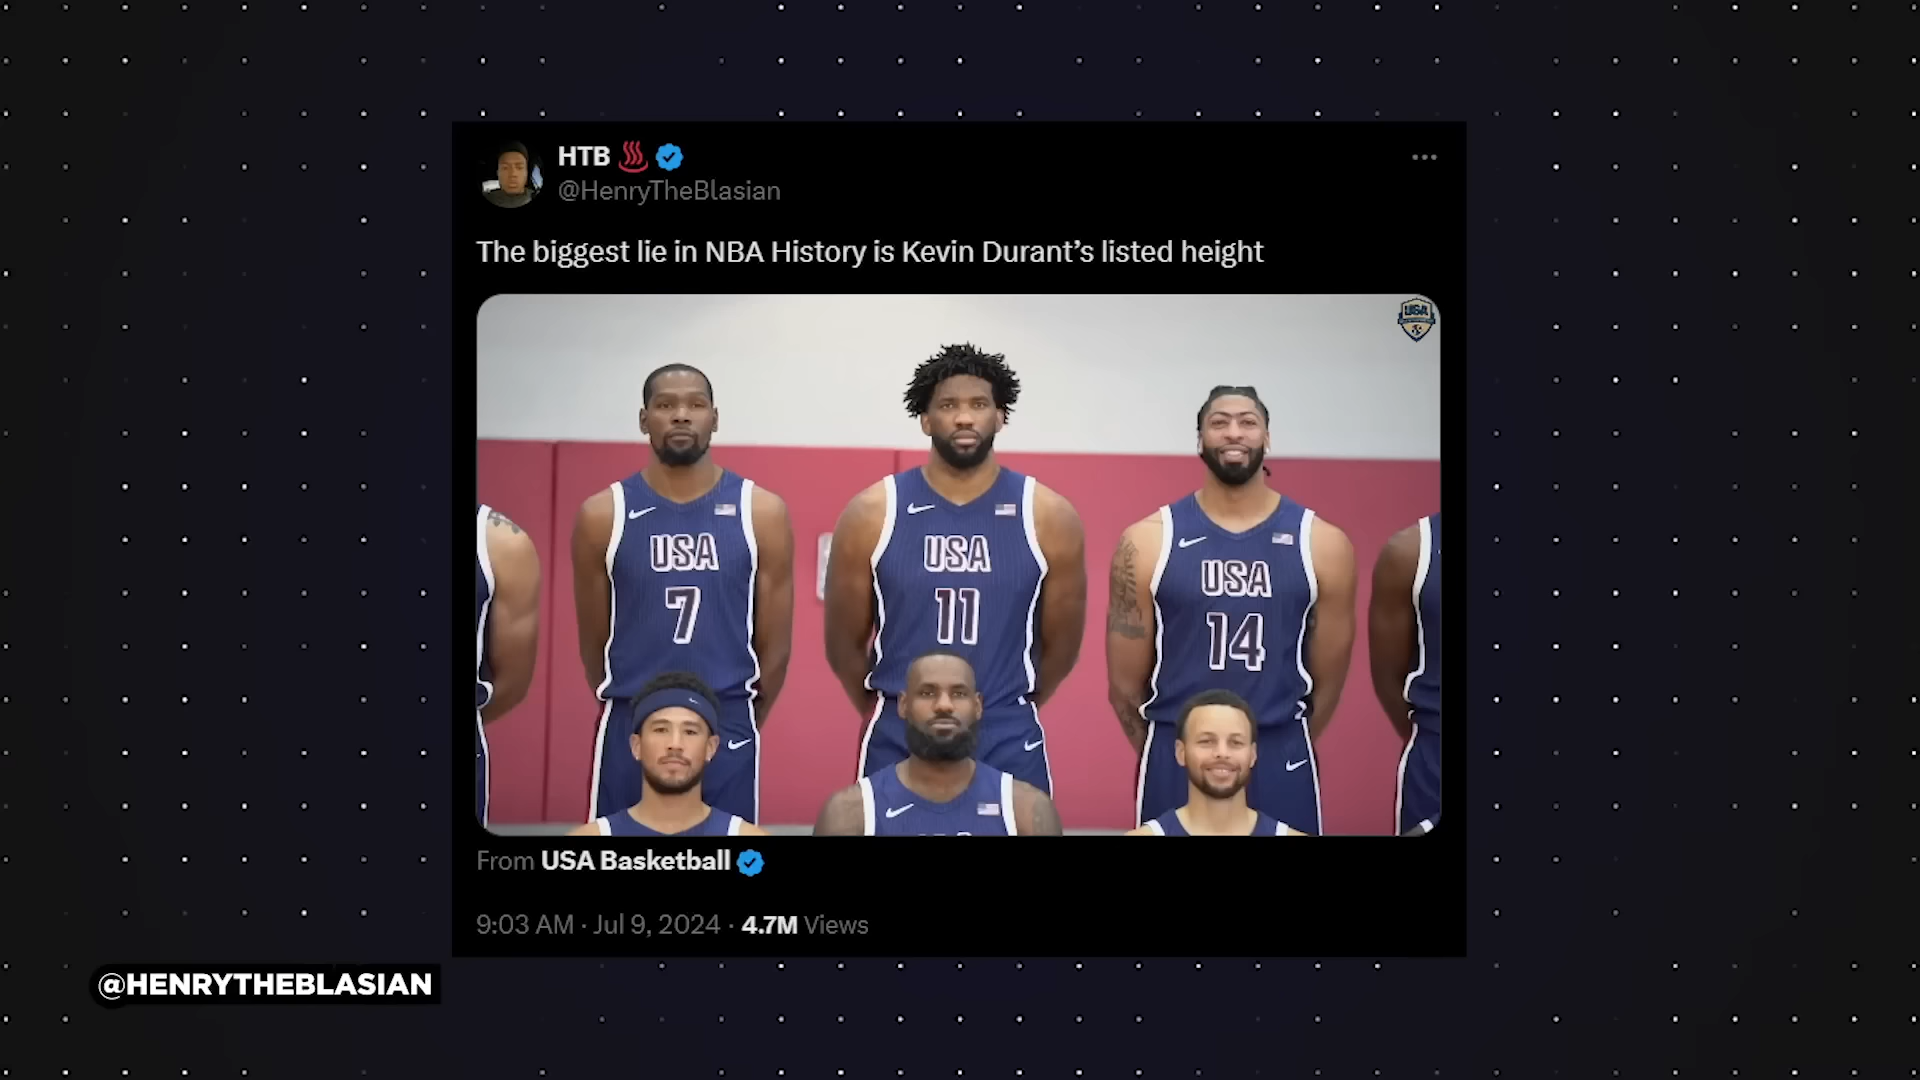 HTB
@HenryTheBlasian
The biggest lie in NBA History is Kevin Durant’s listed height
USA
USA
USA
USA
7
11
14
From USA Basketball
9:03 AM · Jul 9, 2024 · 4.7M Views
@HENRYTHEBLASIAN